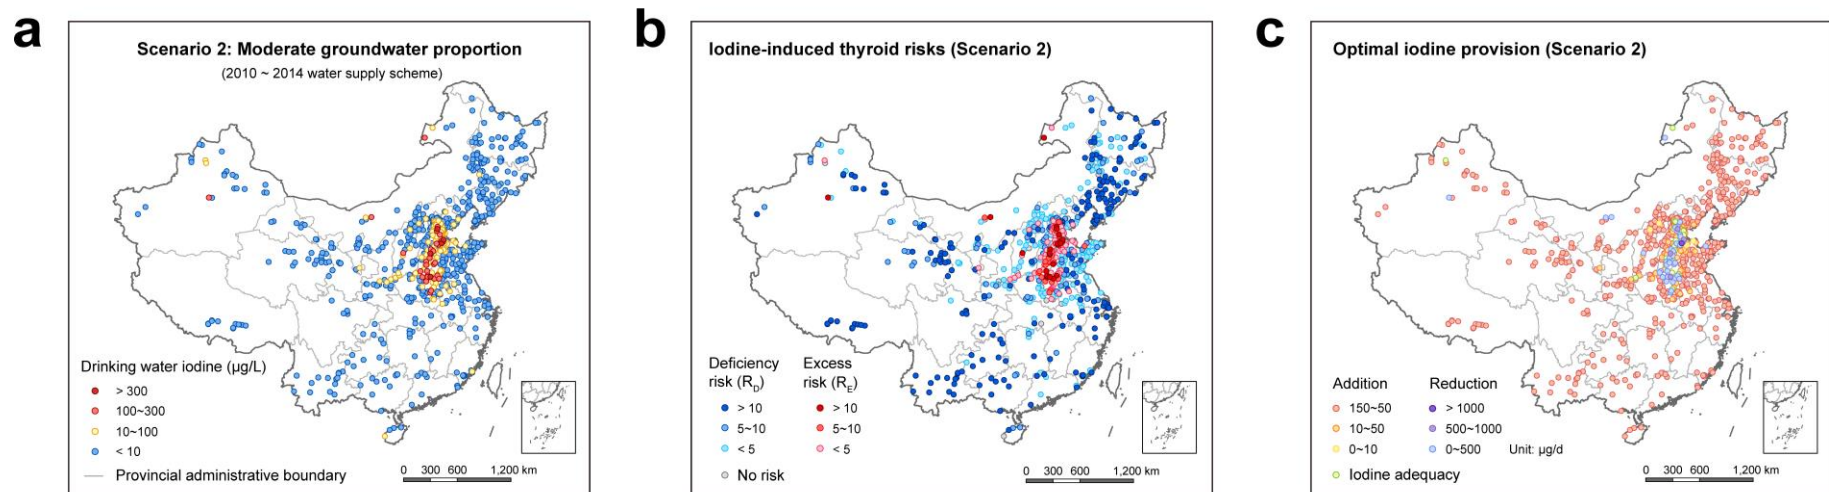 a
Scenario 2: Moderate groundwater proportion
(2010 ~ 2014 water supply scheme)
Drinking water iodine (µg/L)
> 300
100~300
10~100
< 10
Provincial administrative boundary
0 300 600 1,200 km
b
Iodine-induced thyroid risks (Scenario 2)
Deficiency risk (R_D)
> 10
5~10
< 5
Excess risk (R_E)
> 10
5~10
< 5
No risk
0 300 600 1,200 km
c
Optimal iodine provision (Scenario 2)
Addition
150~50
10~50
0~10
Reduction
> 1000
500~1000
0~500
Unit: µg/d
Iodine adequacy
0 300 600 1,200 km